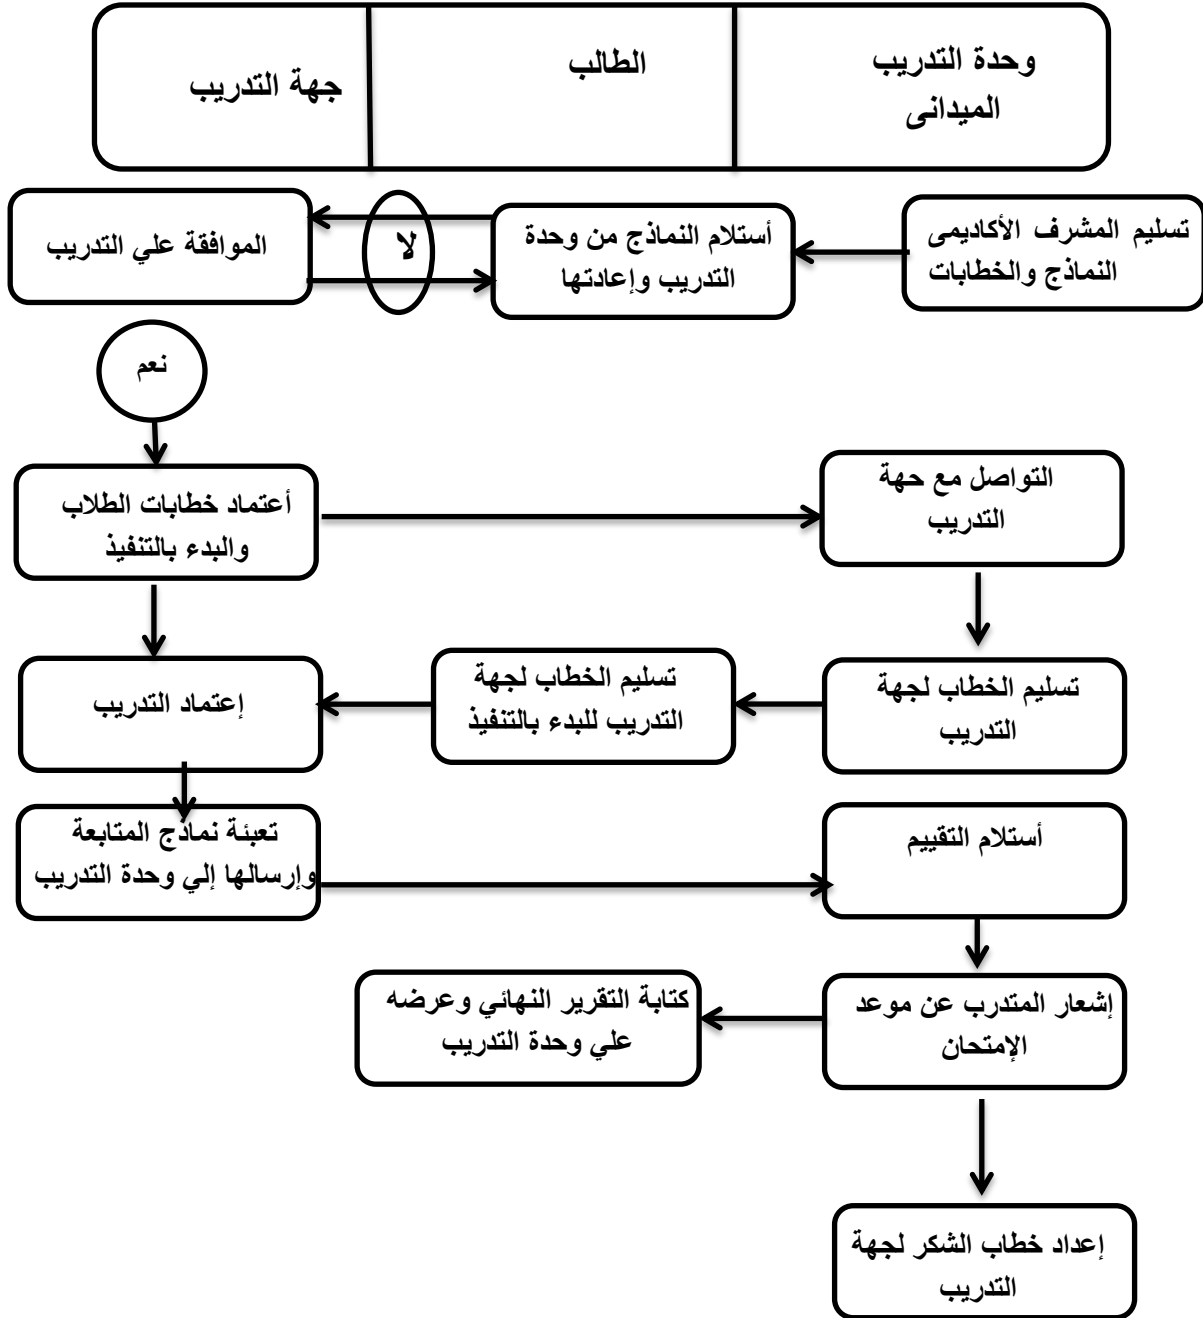 وحدة التدريب
الميدانى
الطالب
جهة التدريب
تسليم المشرف الأكاديمى
النماذج والخطابات
أستلام النماذج من وحدة
التدريب وإعادتها
لا
الموافقة علي التدريب
نعم
أعتماد خطابات الطلاب
والبدء بالتنفيذ
التواصل مع حهة
التدريب
تسليم الخطاب لجهة
التدريب
تسليم الخطاب لجهة
التدريب للبدء بالتنفيذ
إعتماد التدريب
تعبئة نماذج المتابعة
وإرسالها إلي وحدة التدريب
أستلام التقييم
إشعار المتدرب عن موعد
الإمتحان
كتابة التقرير النهائي وعرضه
علي وحدة التدريب
إعداد خطاب الشكر لجهة
التدريب